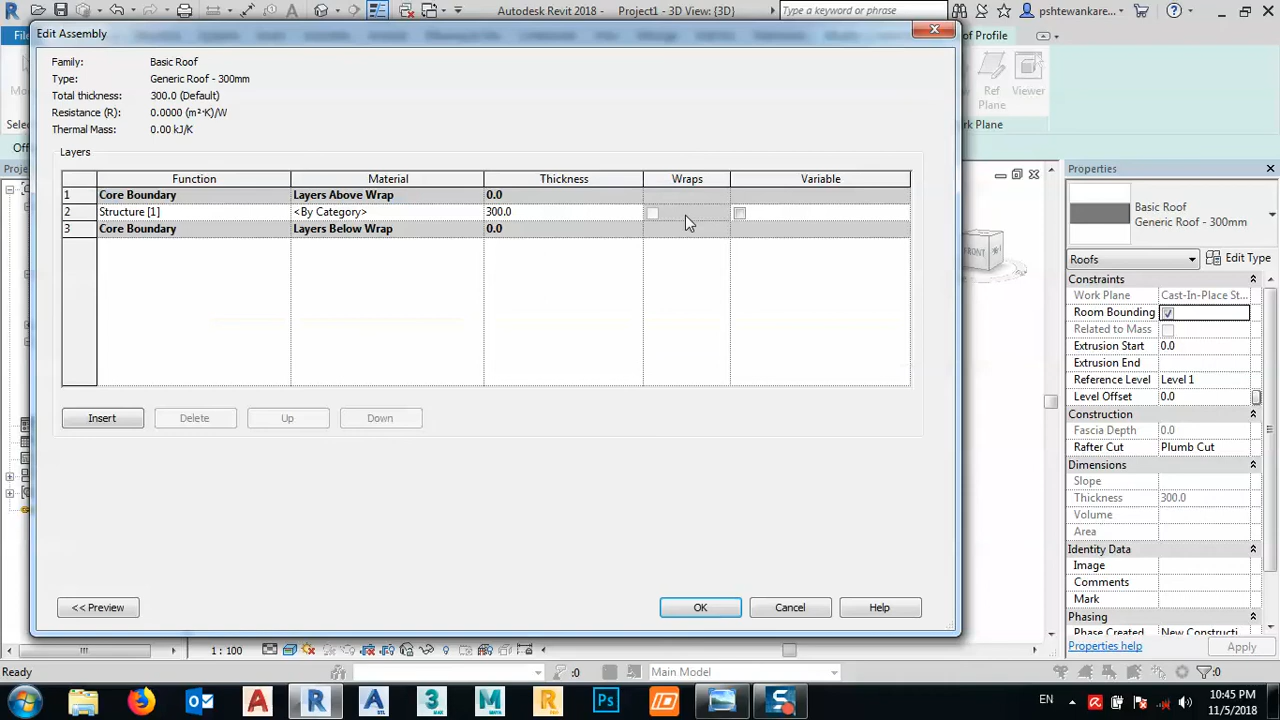 Autodesk Revit 2018 - Project1 - 3D View: {3D}
Type a keyword or phrase
pshtewankare...
Edit Assembly
Family: Basic Roof
Type: Generic Roof - 300mm
Total thickness: 300.0 (Default)
Resistance (R): 0.0000 (m²·K)/W
Thermal Mass: 0.00 kJ/K
Layers
Function Material Thickness Wraps Variable
1 Core Boundary Layers Above Wrap 0.0
2 Structure [1] <By Category> 300.0
3 Core Boundary Layers Below Wrap 0.0
Insert Delete Up Down
<< Preview OK Cancel Help
Ref Plane
Viewer
FRONT
Properties
Basic Roof
Generic Roof - 300mm
Roofs Edit Type
Constraints
Work Plane Cast-In-Place St...
Room Bounding
Related to Mass
Extrusion Start 0.0
Extrusion End
Reference Level Level 1
Level Offset 0.0
Construction
Fascia Depth 0.0
Rafter Cut Plumb Cut
Dimensions
Slope
Thickness 300.0
Volume
Area
Identity Data
Image
Comments
Mark
Phasing
Phase Created New Constructi
Properties help Apply
1 : 100
Ready
:0
Main Model
:0
EN
10:45 PM
11/5/2018